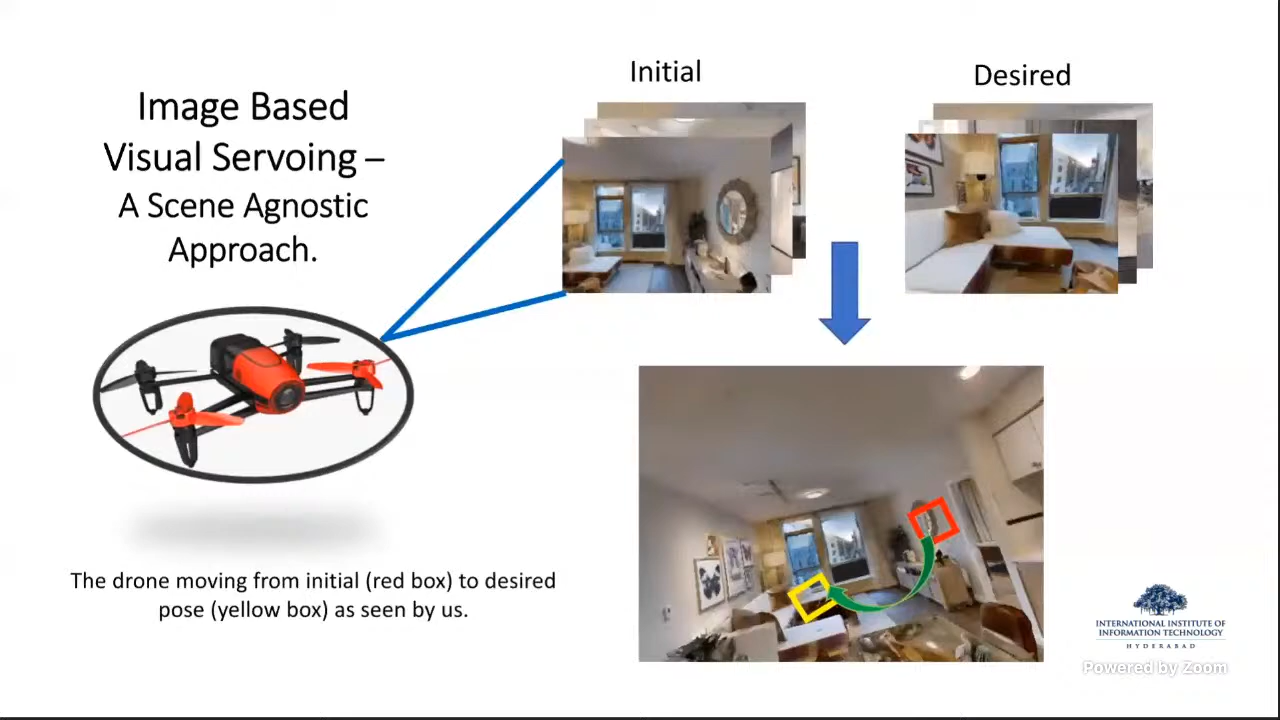 Image Based
Visual Servoing –
A Scene Agnostic
Approach.
Initial
Desired
The drone moving from initial (red box) to desired
pose (yellow box) as seen by us.
INTERNATIONAL INSTITUTE OF
INFORMATION TECHNOLOGY
HYDERABAD
Powered by Zoom